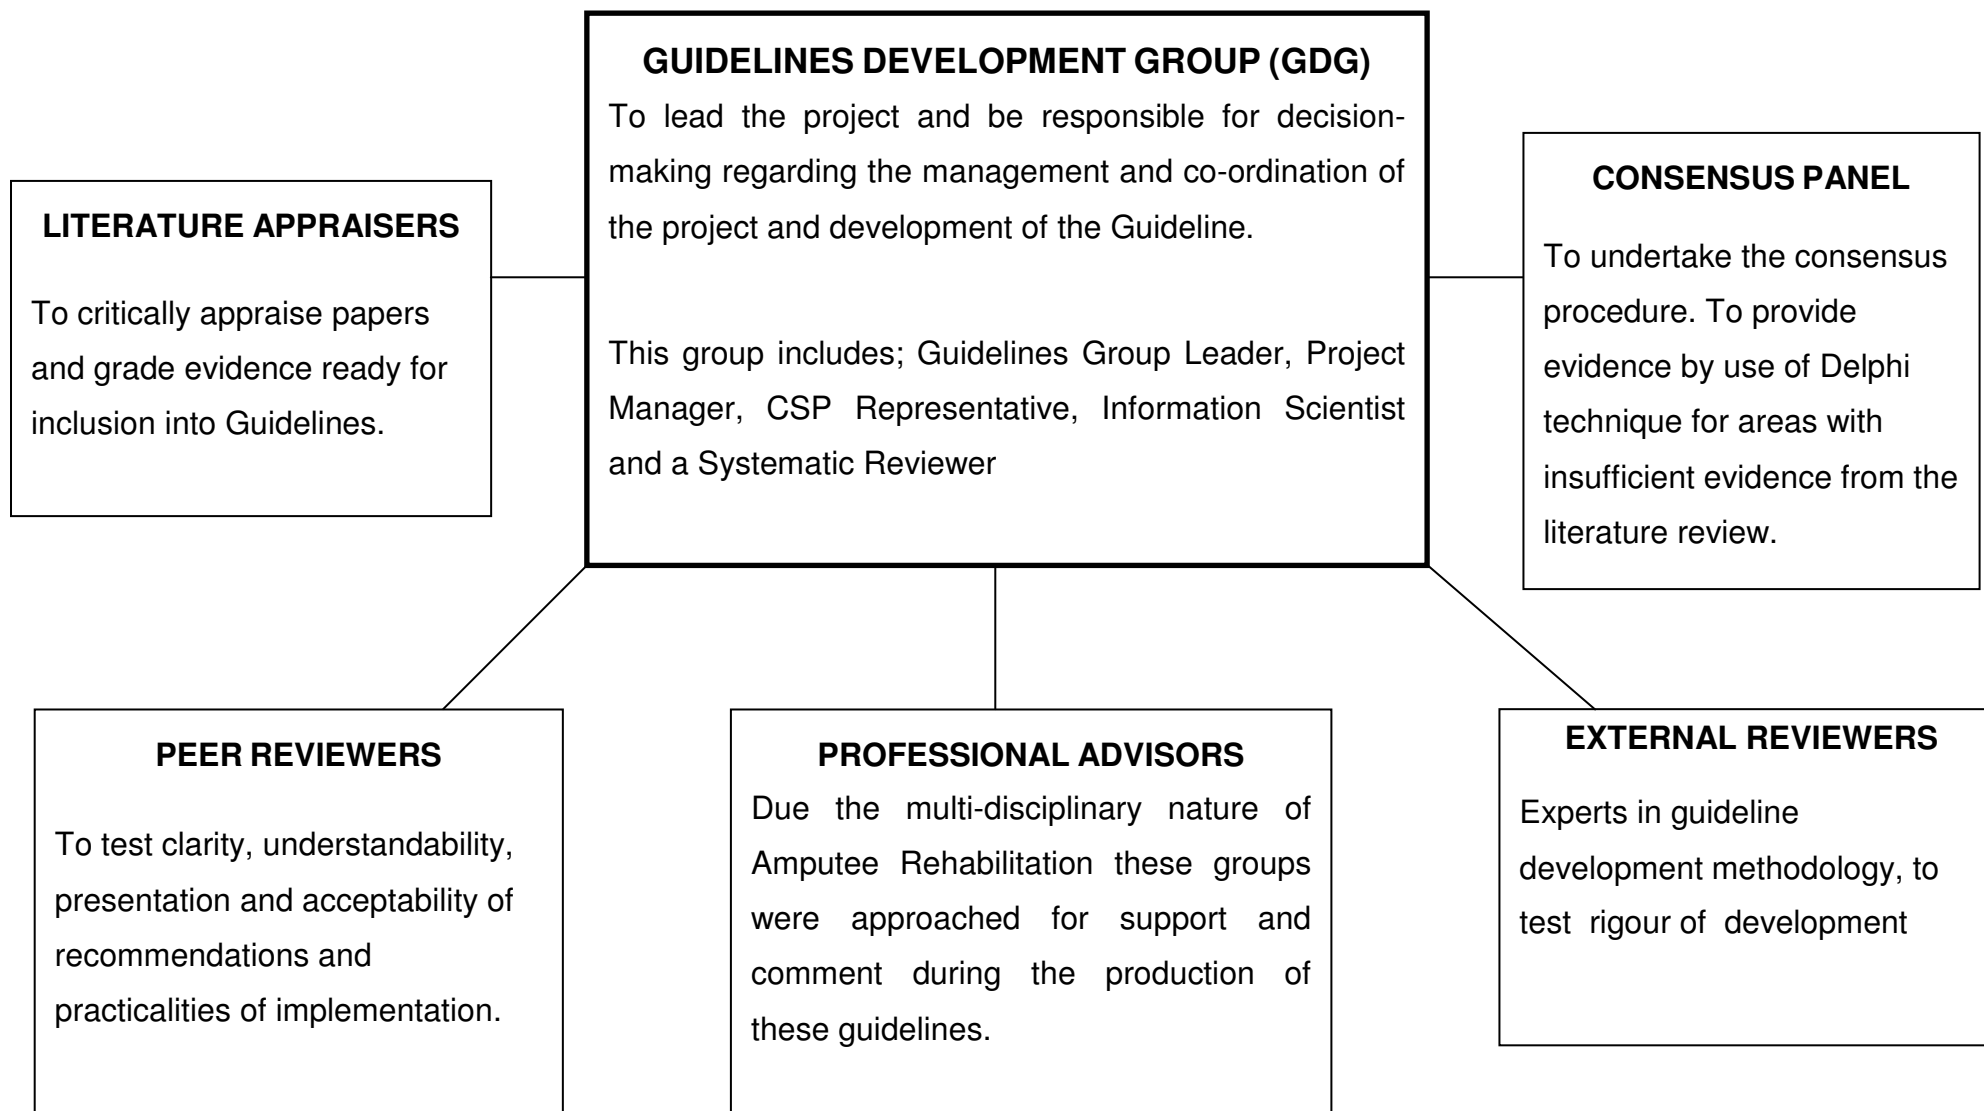 GUIDELINES DEVELOPMENT GROUP (GDG)
To lead the project and be responsible for decision-
making regarding the management and co-ordination of
the project and development of the Guideline.
This group includes; Guidelines Group Leader, Project
Manager, CSP Representative, Information Scientist
and a Systematic Reviewer
LITERATURE APPRAISERS
To critically appraise papers
and grade evidence ready for
inclusion into Guidelines.
CONSENSUS PANEL
To undertake the consensus
procedure. To provide
evidence by use of Delphi
technique for areas with
insufficient evidence from the
literature review.
PEER REVIEWERS
To test clarity, understandability,
presentation and acceptability of
recommendations and
practicalities of implementation.
PROFESSIONAL ADVISORS
Due the multi-disciplinary nature of
Amputee Rehabilitation these groups
were approached for support and
comment during the production of
these guidelines.
EXTERNAL REVIEWERS
Experts in guideline
development methodology, to
test rigour of development